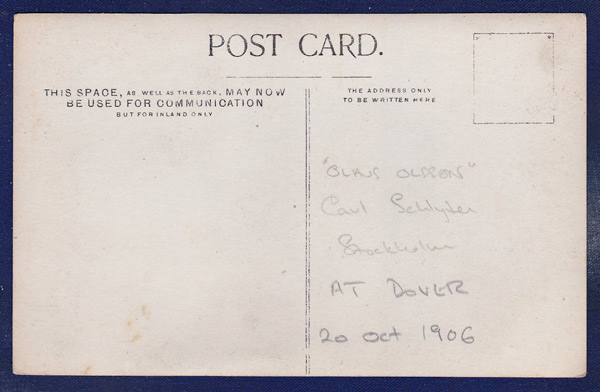 POST CARD.
THIS SPACE, AS WELL AS THE BACK, MAY NOW
BE USED FOR COMMUNICATION
BUT FOR INLAND ONLY
THE ADDRESS ONLY
TO BE WRITTEN HERE
"OLAUS OLSSON"
Carl Schlyter
Stockholm
AT DOVER
20 Oct 1906